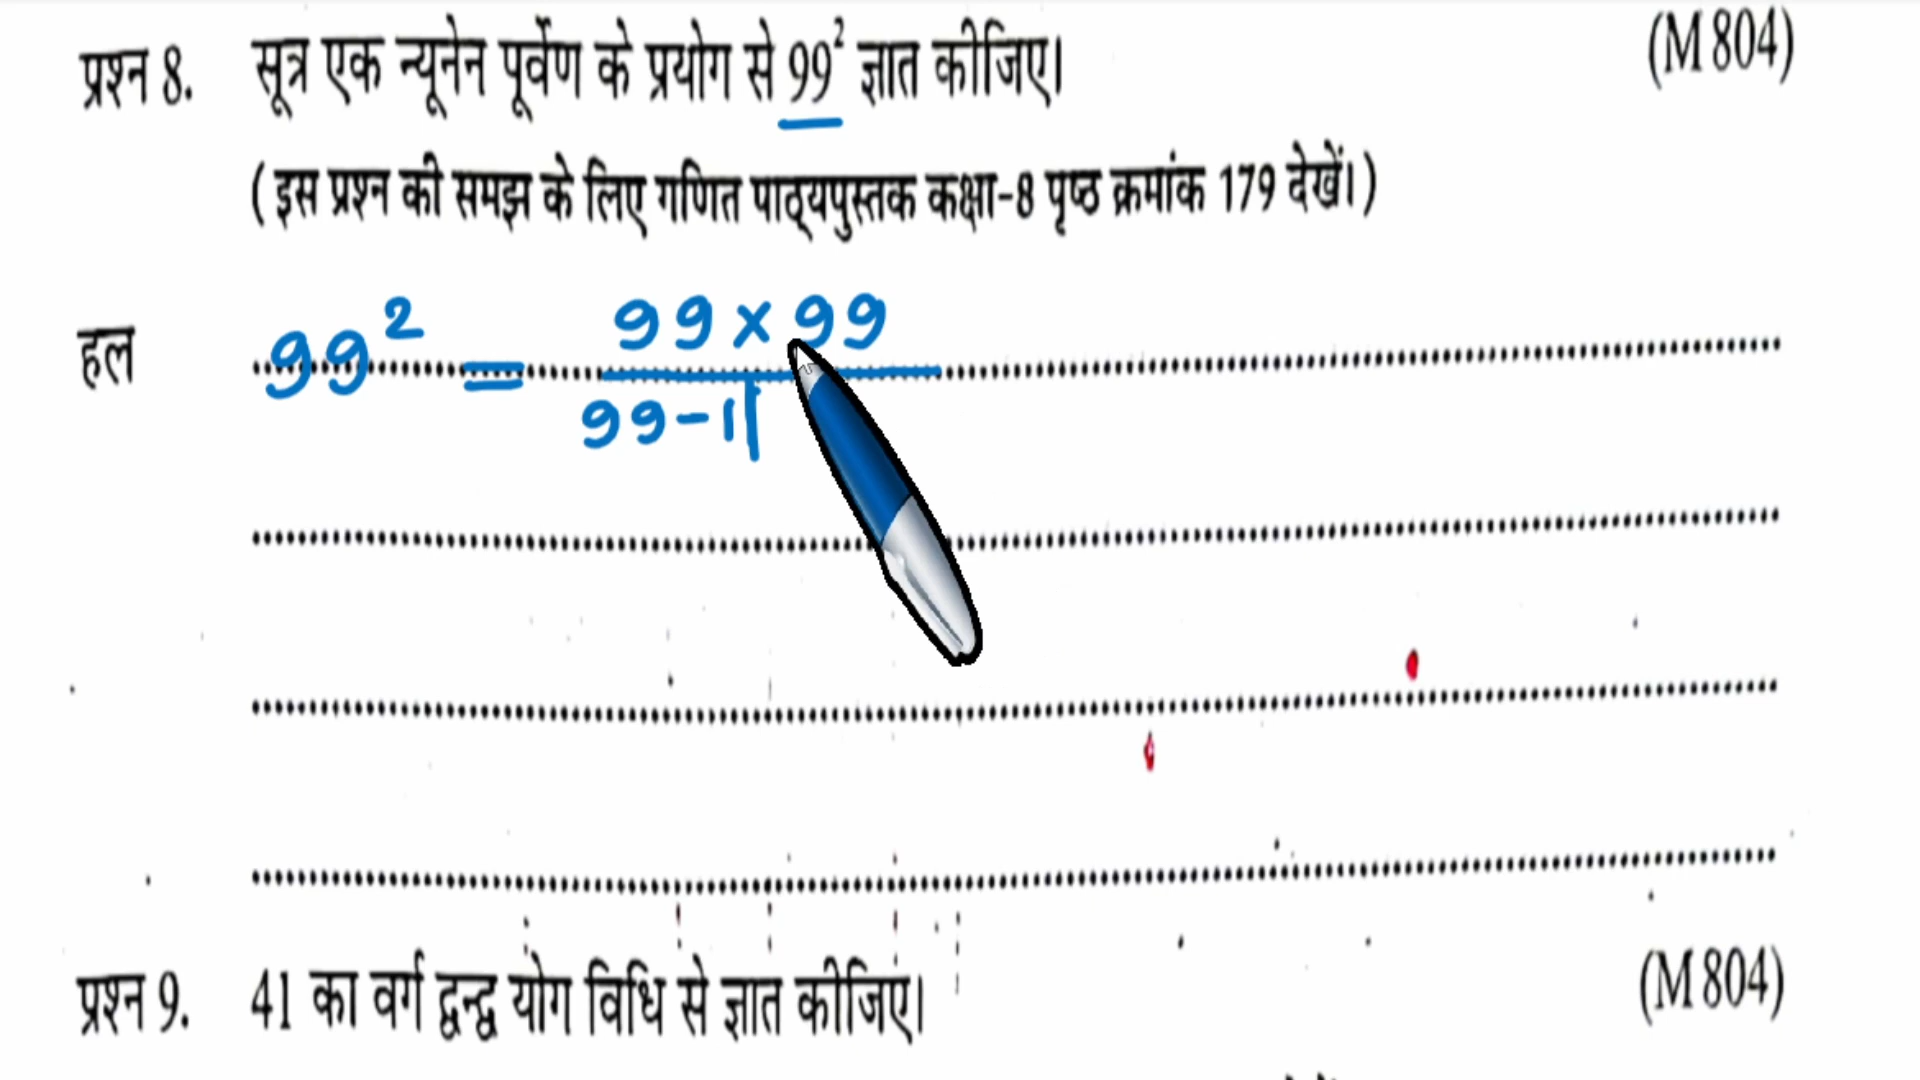 प्रश्न 8. सूत्र एक न्यूनेन पूर्वेण के प्रयोग से 99² ज्ञात कीजिए। (M 804)
(इस प्रश्न की समझ के लिए गणित पाठ्यपुस्तक कक्षा-8 पृष्ठ क्रमांक 179 देखें।)
हल 99² = 99 x 99
99 - 1|
प्रश्न 9. 41 का वर्ग द्वन्द्व योग विधि से ज्ञात कीजिए। (M 804)